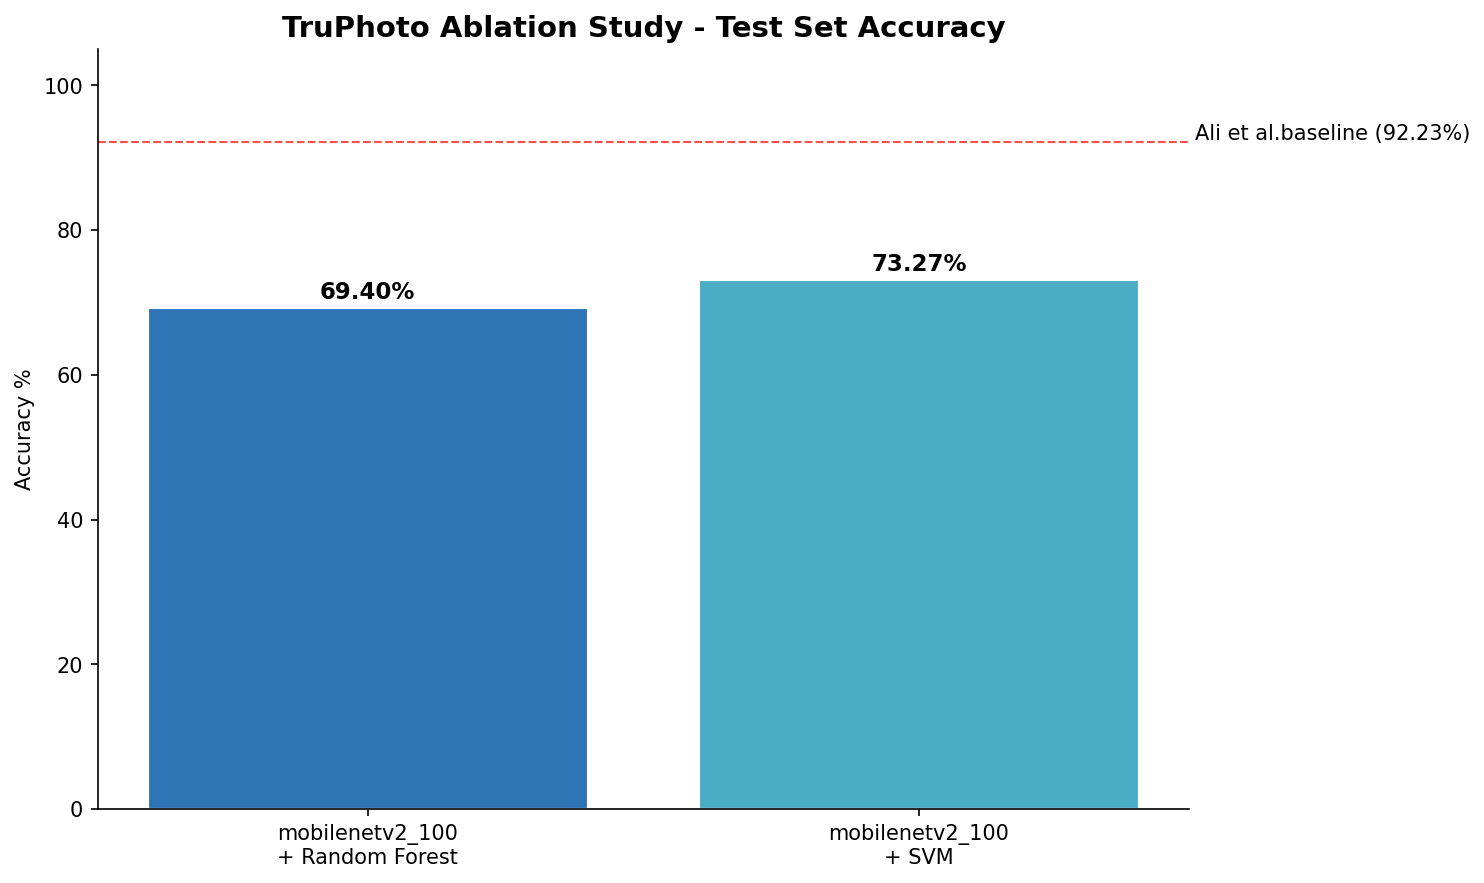 TruPhoto Ablation Study - Test Set Accuracy
100
Ali et al.baseline (92.23%)
80
73.27%
69.40%
60
Accuracy %
40
20
0
mobilenetv2_100
+ Random Forest
mobilenetv2_100
+ SVM